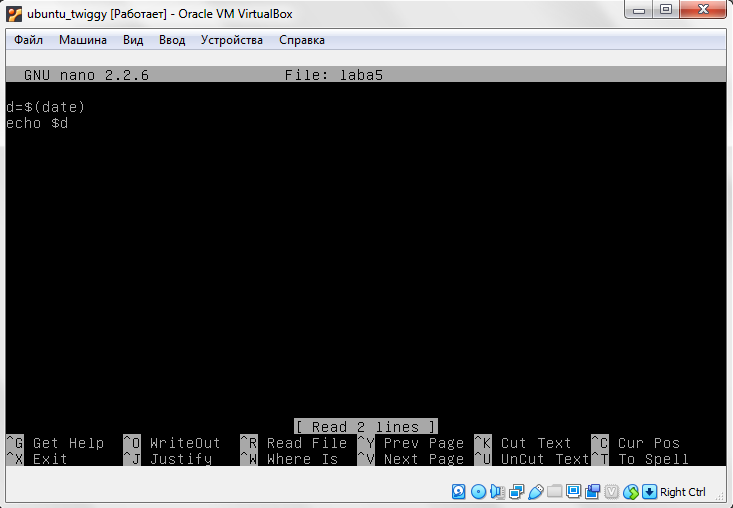 ubuntu_twiggy [Работает] - Oracle VM VirtualBox
Файл Машина Вид Ввод Устройства Справка
GNU nano 2.2.6 File: laba5
d=$(date)
echo $d
[ Read 2 lines ]
^G Get Help ^O WriteOut ^R Read File ^Y Prev Page ^K Cut Text ^C Cur Pos
^X Exit ^J Justify ^W Where Is ^V Next Page ^U UnCut Text ^T To Spell
Right Ctrl